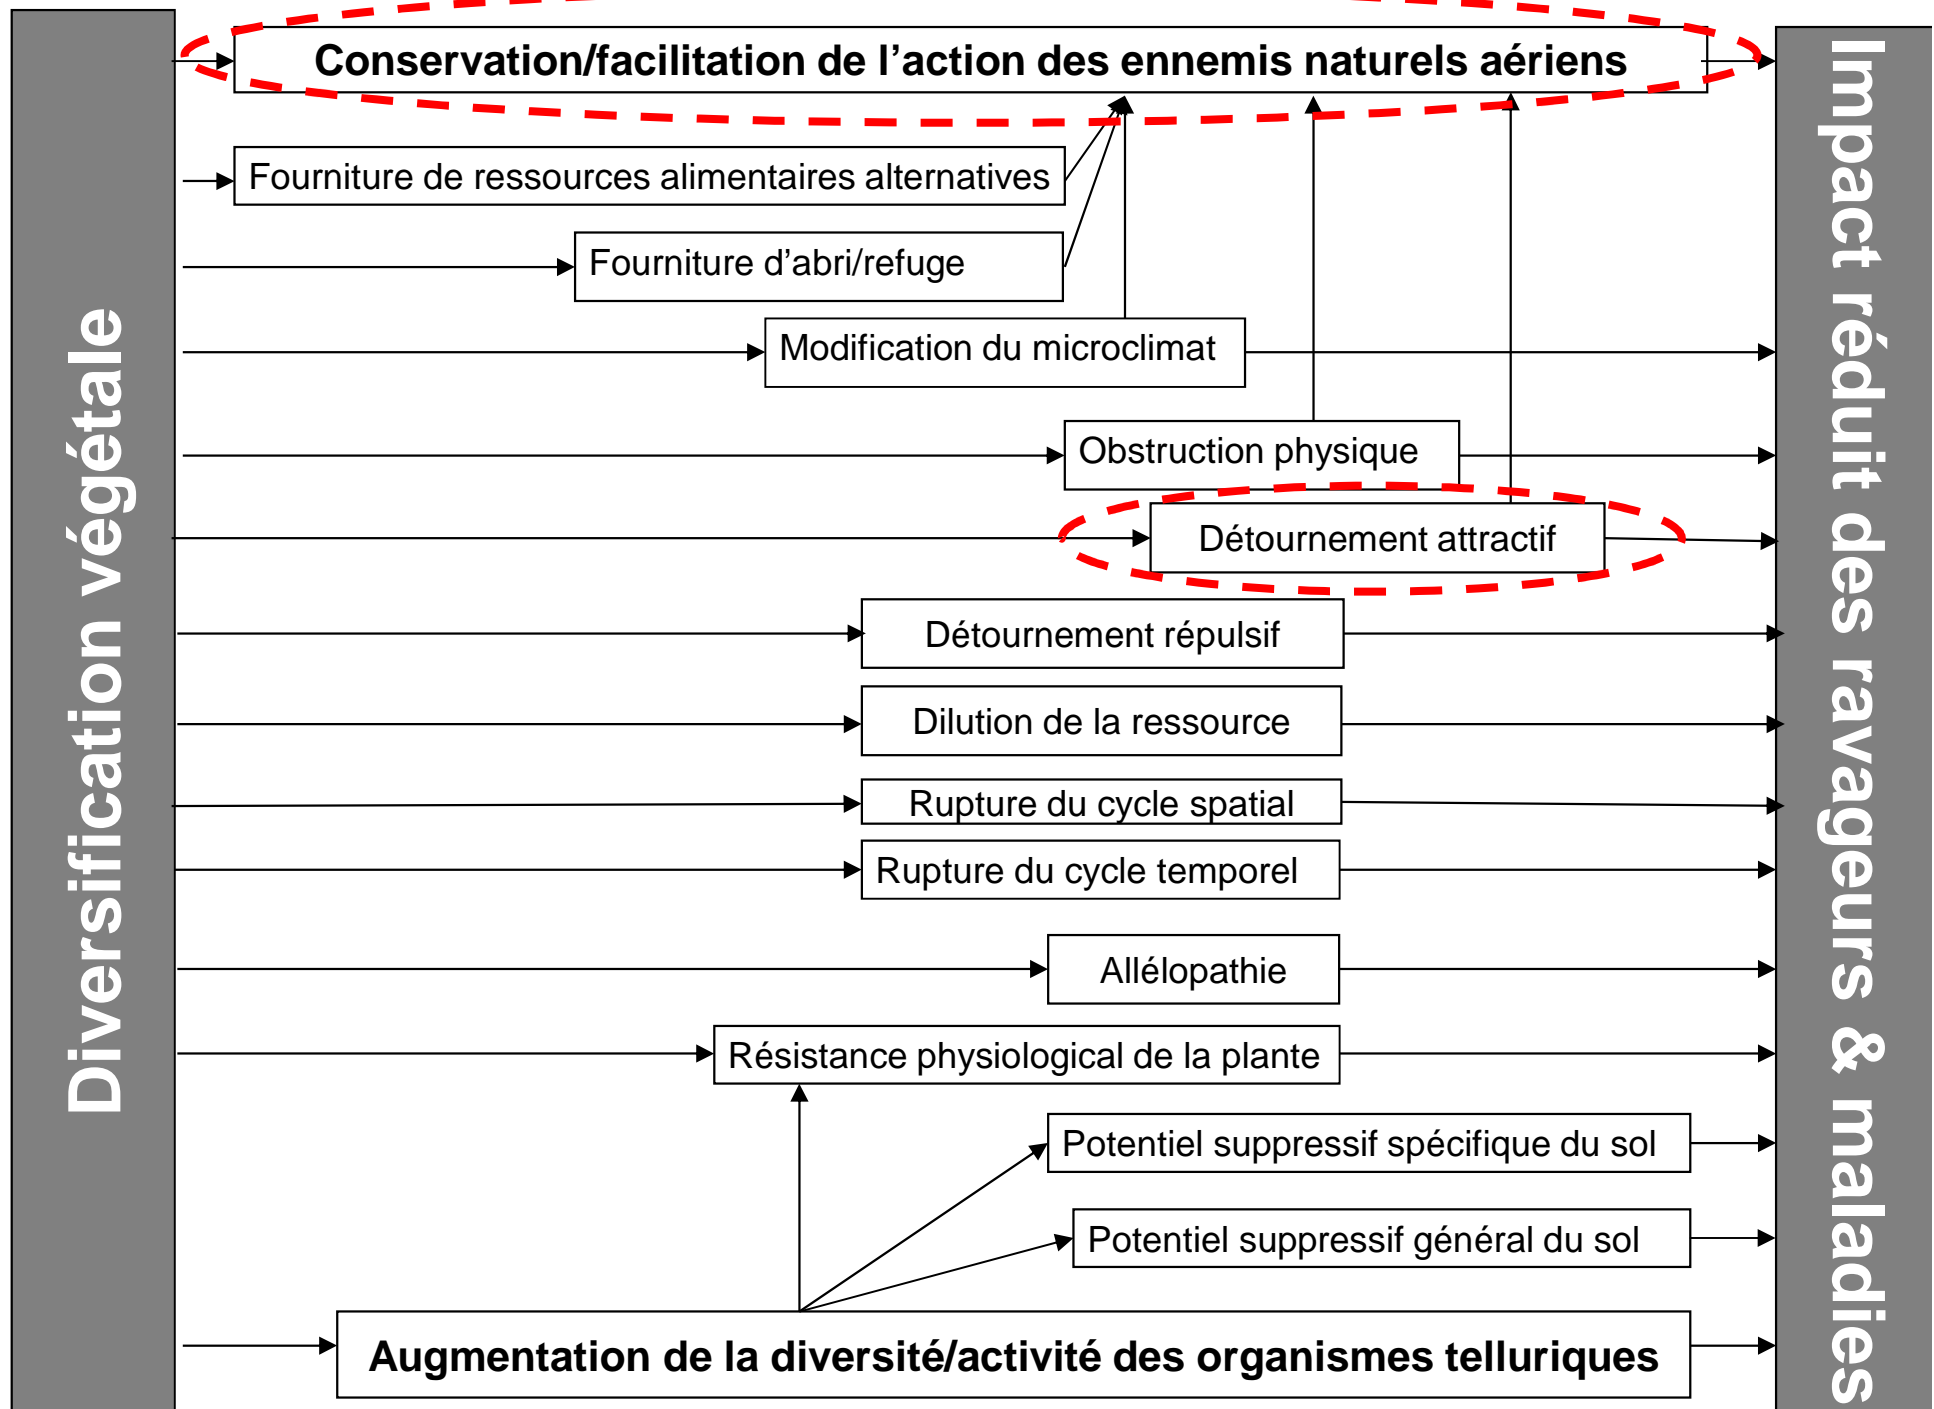 Diversification végétale
Conservation/facilitation de l’action des ennemis naturels aériens
Fourniture de ressources alimentaires alternatives
Fourniture d’abri/refuge
Modification du microclimat
Obstruction physique
Détournement attractif
Détournement répulsif
Dilution de la ressource
Rupture du cycle spatial
Rupture du cycle temporel
Allélopathie
Résistance physiological de la plante
Potentiel suppressif spécifique du sol
Potentiel suppressif général du sol
Augmentation de la diversité/activité des organismes telluriques
Impact réduit des ravageurs & maladies